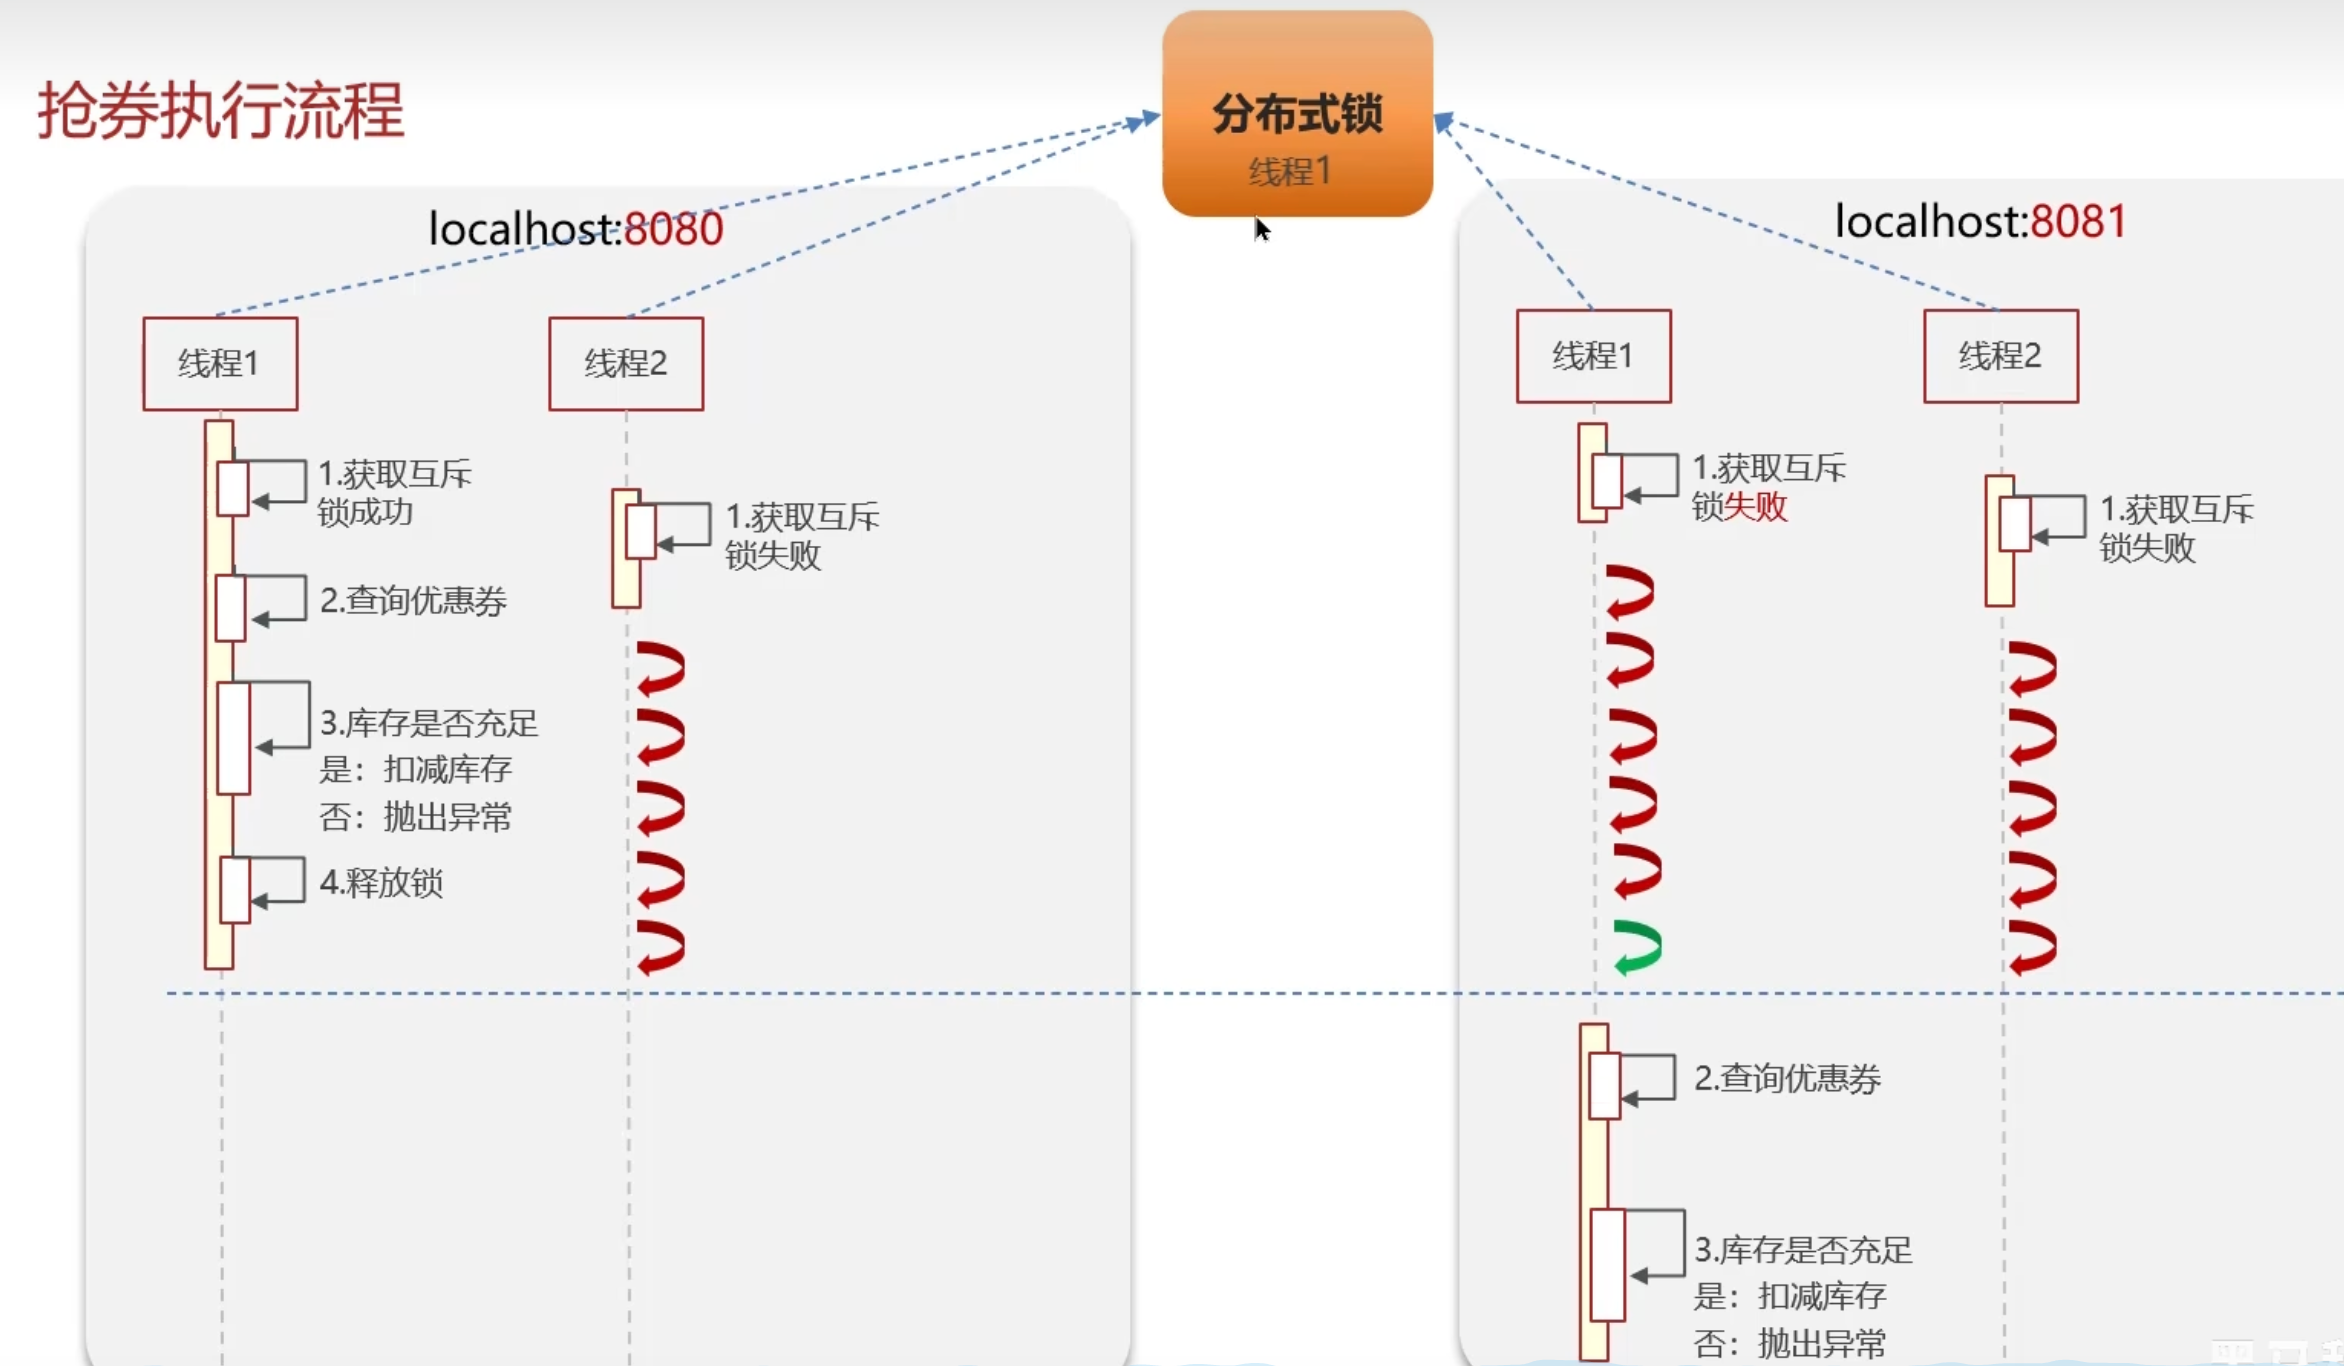 抢券执行流程
分布式锁
线程1
localhost:8080
线程1
线程2
1.获取互斥
锁成功
2.查询优惠券
3.库存是否充足
是：扣减库存
否：抛出异常
4.释放锁
1.获取互斥
锁失败
localhost:8081
线程1
线程2
1.获取互斥
锁失败
1.获取互斥
锁失败
2.查询优惠券
3.库存是否充足
是：扣减库存
否：抛出异常